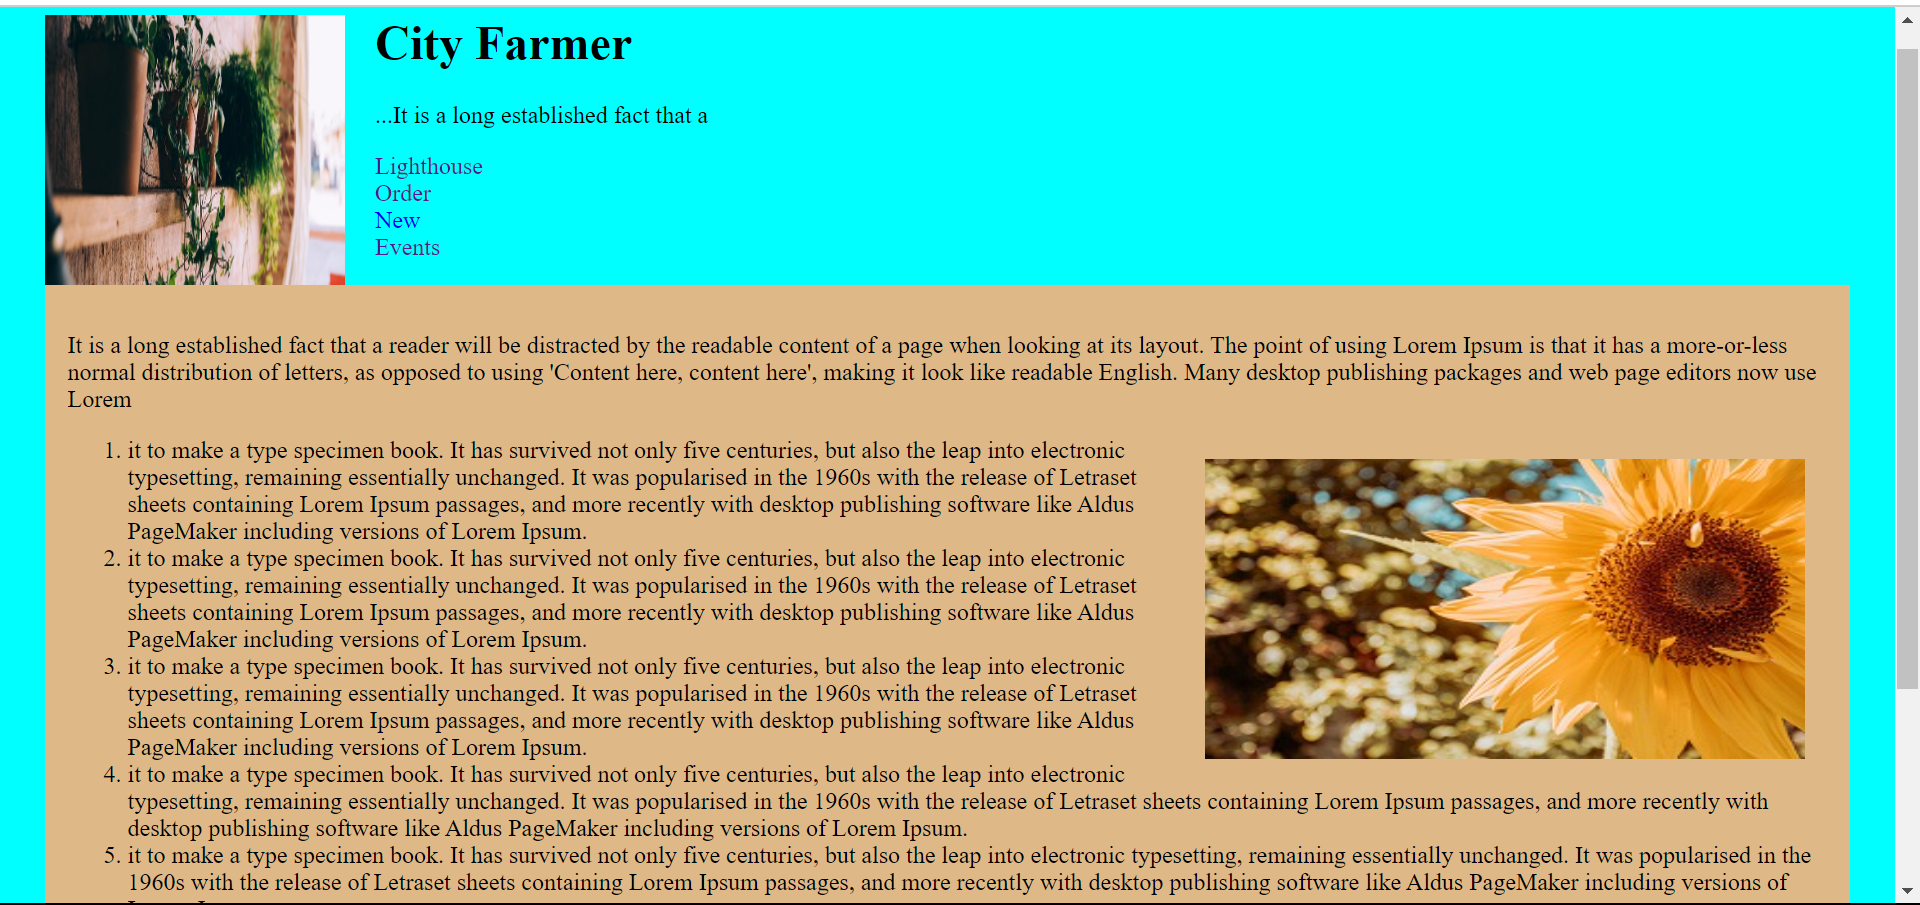 City Farmer
...It is a long established fact that a
Lighthouse
Order
New
Events
It is a long established fact that a reader will be distracted by the readable content of a page when looking at its layout. The point of using Lorem Ipsum is that it has a more-or-less
normal distribution of letters, as opposed to using 'Content here, content here', making it look like readable English. Many desktop publishing packages and web page editors now use
Lorem
1. it to make a type specimen book. It has survived not only five centuries, but also the leap into electronic
typesetting, remaining essentially unchanged. It was popularised in the 1960s with the release of Letraset
sheets containing Lorem Ipsum passages, and more recently with desktop publishing software like Aldus
PageMaker including versions of Lorem Ipsum.
2. it to make a type specimen book. It has survived not only five centuries, but also the leap into electronic
typesetting, remaining essentially unchanged. It was popularised in the 1960s with the release of Letraset
sheets containing Lorem Ipsum passages, and more recently with desktop publishing software like Aldus
PageMaker including versions of Lorem Ipsum.
3. it to make a type specimen book. It has survived not only five centuries, but also the leap into electronic
typesetting, remaining essentially unchanged. It was popularised in the 1960s with the release of Letraset
sheets containing Lorem Ipsum passages, and more recently with desktop publishing software like Aldus
PageMaker including versions of Lorem Ipsum.
4. it to make a type specimen book. It has survived not only five centuries, but also the leap into electronic
typesetting, remaining essentially unchanged. It was popularised in the 1960s with the release of Letraset sheets containing Lorem Ipsum passages, and more recently with
desktop publishing software like Aldus PageMaker including versions of Lorem Ipsum.
5. it to make a type specimen book. It has survived not only five centuries, but also the leap into electronic typesetting, remaining essentially unchanged. It was popularised in the
1960s with the release of Letraset sheets containing Lorem Ipsum passages, and more recently with desktop publishing software like Aldus PageMaker including versions of